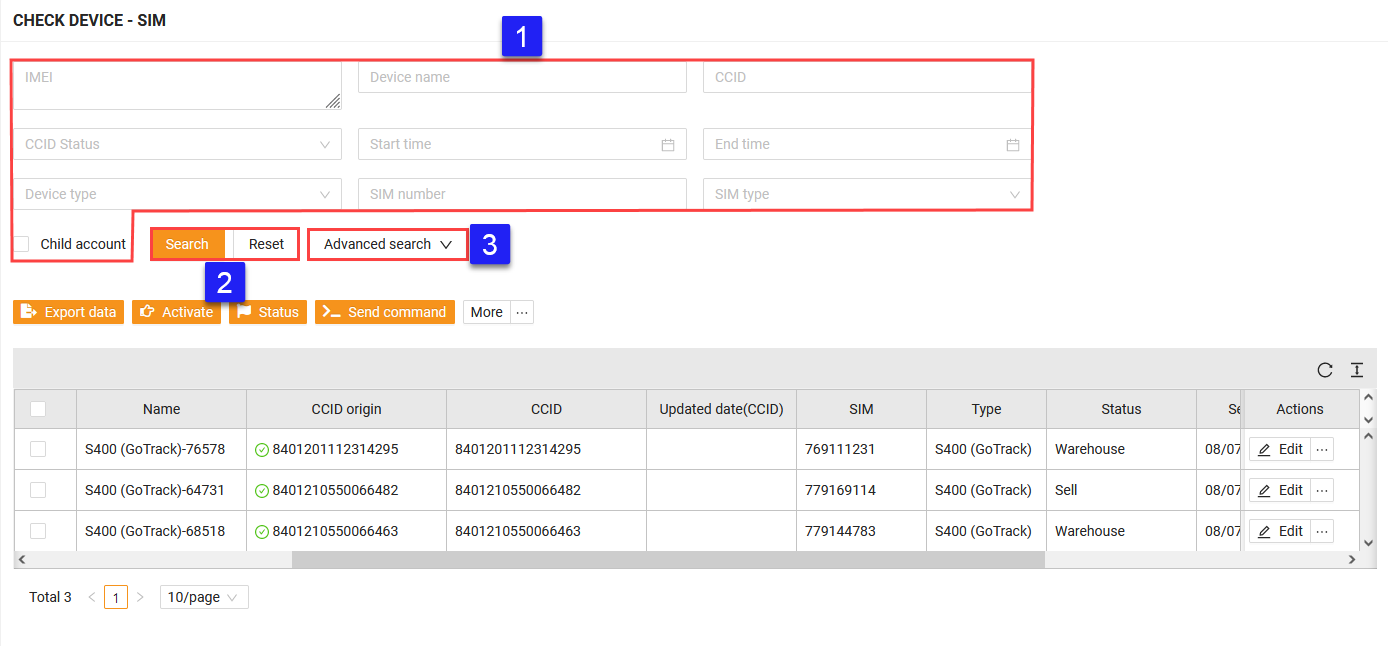 CHECK DEVICE - SIM
1
IMEI Device name CCID
CCID Status Start time End time
Device type SIM number SIM type
Child account Search Reset Advanced search 3
2
Export data Activate Status Send command More ...
Name CCID origin CCID Updated date(CCID) SIM Type Status Se Actions
S400 (GoTrack)-76578 8401201112314295 8401201112314295 769111231 S400 (GoTrack) Warehouse 08/07 Edit ...
S400 (GoTrack)-64731 8401210550066482 8401210550066482 779169114 S400 (GoTrack) Sell 08/07 Edit ...
S400 (GoTrack)-68518 8401210550066463 8401210550066463 779144783 S400 (GoTrack) Warehouse 08/07 Edit ...
Total 3 < 1 > 10/page